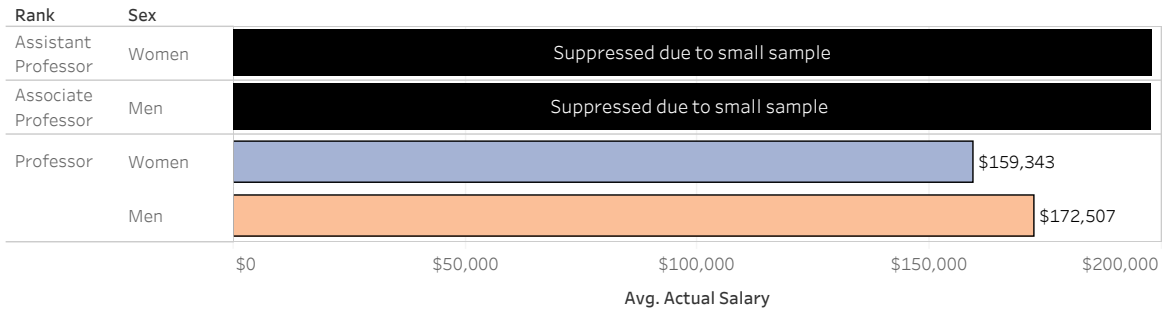 Rank Sex
Assistant
Professor
Women
Suppressed due to small sample
Associate
Professor
Men
Suppressed due to small sample
Professor
Women
$159,343
Men
$172,507
$0 $50,000 $100,000 $150,000 $200,000
Avg. Actual Salary